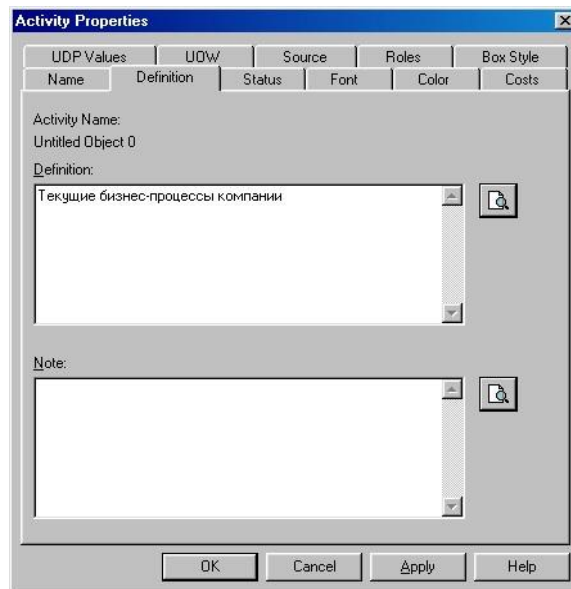 Activity Properties
UDP Values UOW Source Roles Box Style
Name Definition Status Font Color Costs
Activity Name:
Untitled Object 0
Definition:
Текущие бизнес-процессы компании
Note:
OK Cancel Apply Help